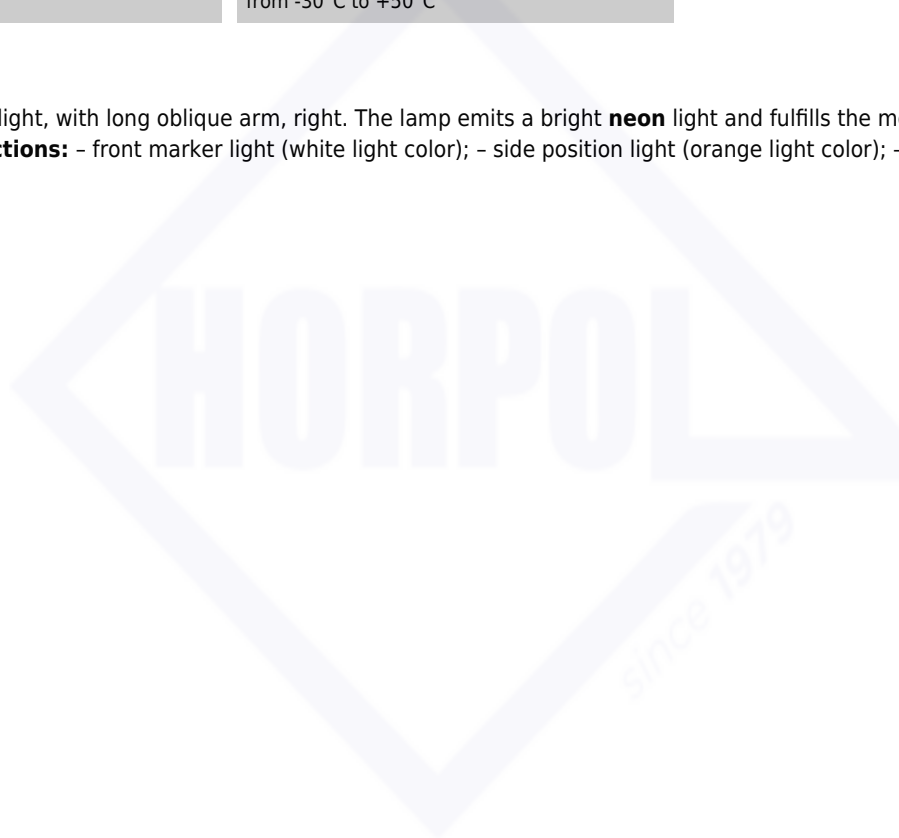 from -30°C to +50°C
light, with long oblique arm, right. The lamp emits a bright neon light and fulfills the
ctions: – front marker light (white light color); – side position light (orange light color); –
HORPOL
since 1979